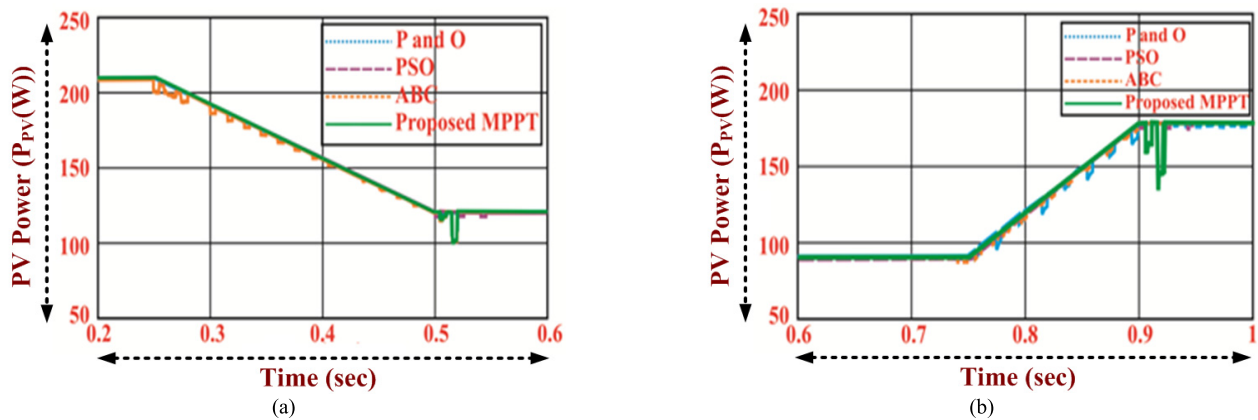 250
200
150
100
50
PV Power (PPV(W))
P and O
PSO
ABC
Proposed MPPT
0.2 0.3 0.4 0.5 0.6
Time (sec)
(a)
250
200
150
100
50
PV Power (PPV(W))
P and O
PSO
ABC
Proposed MPPT
0.6 0.7 0.8 0.9 1
Time (sec)
(b)